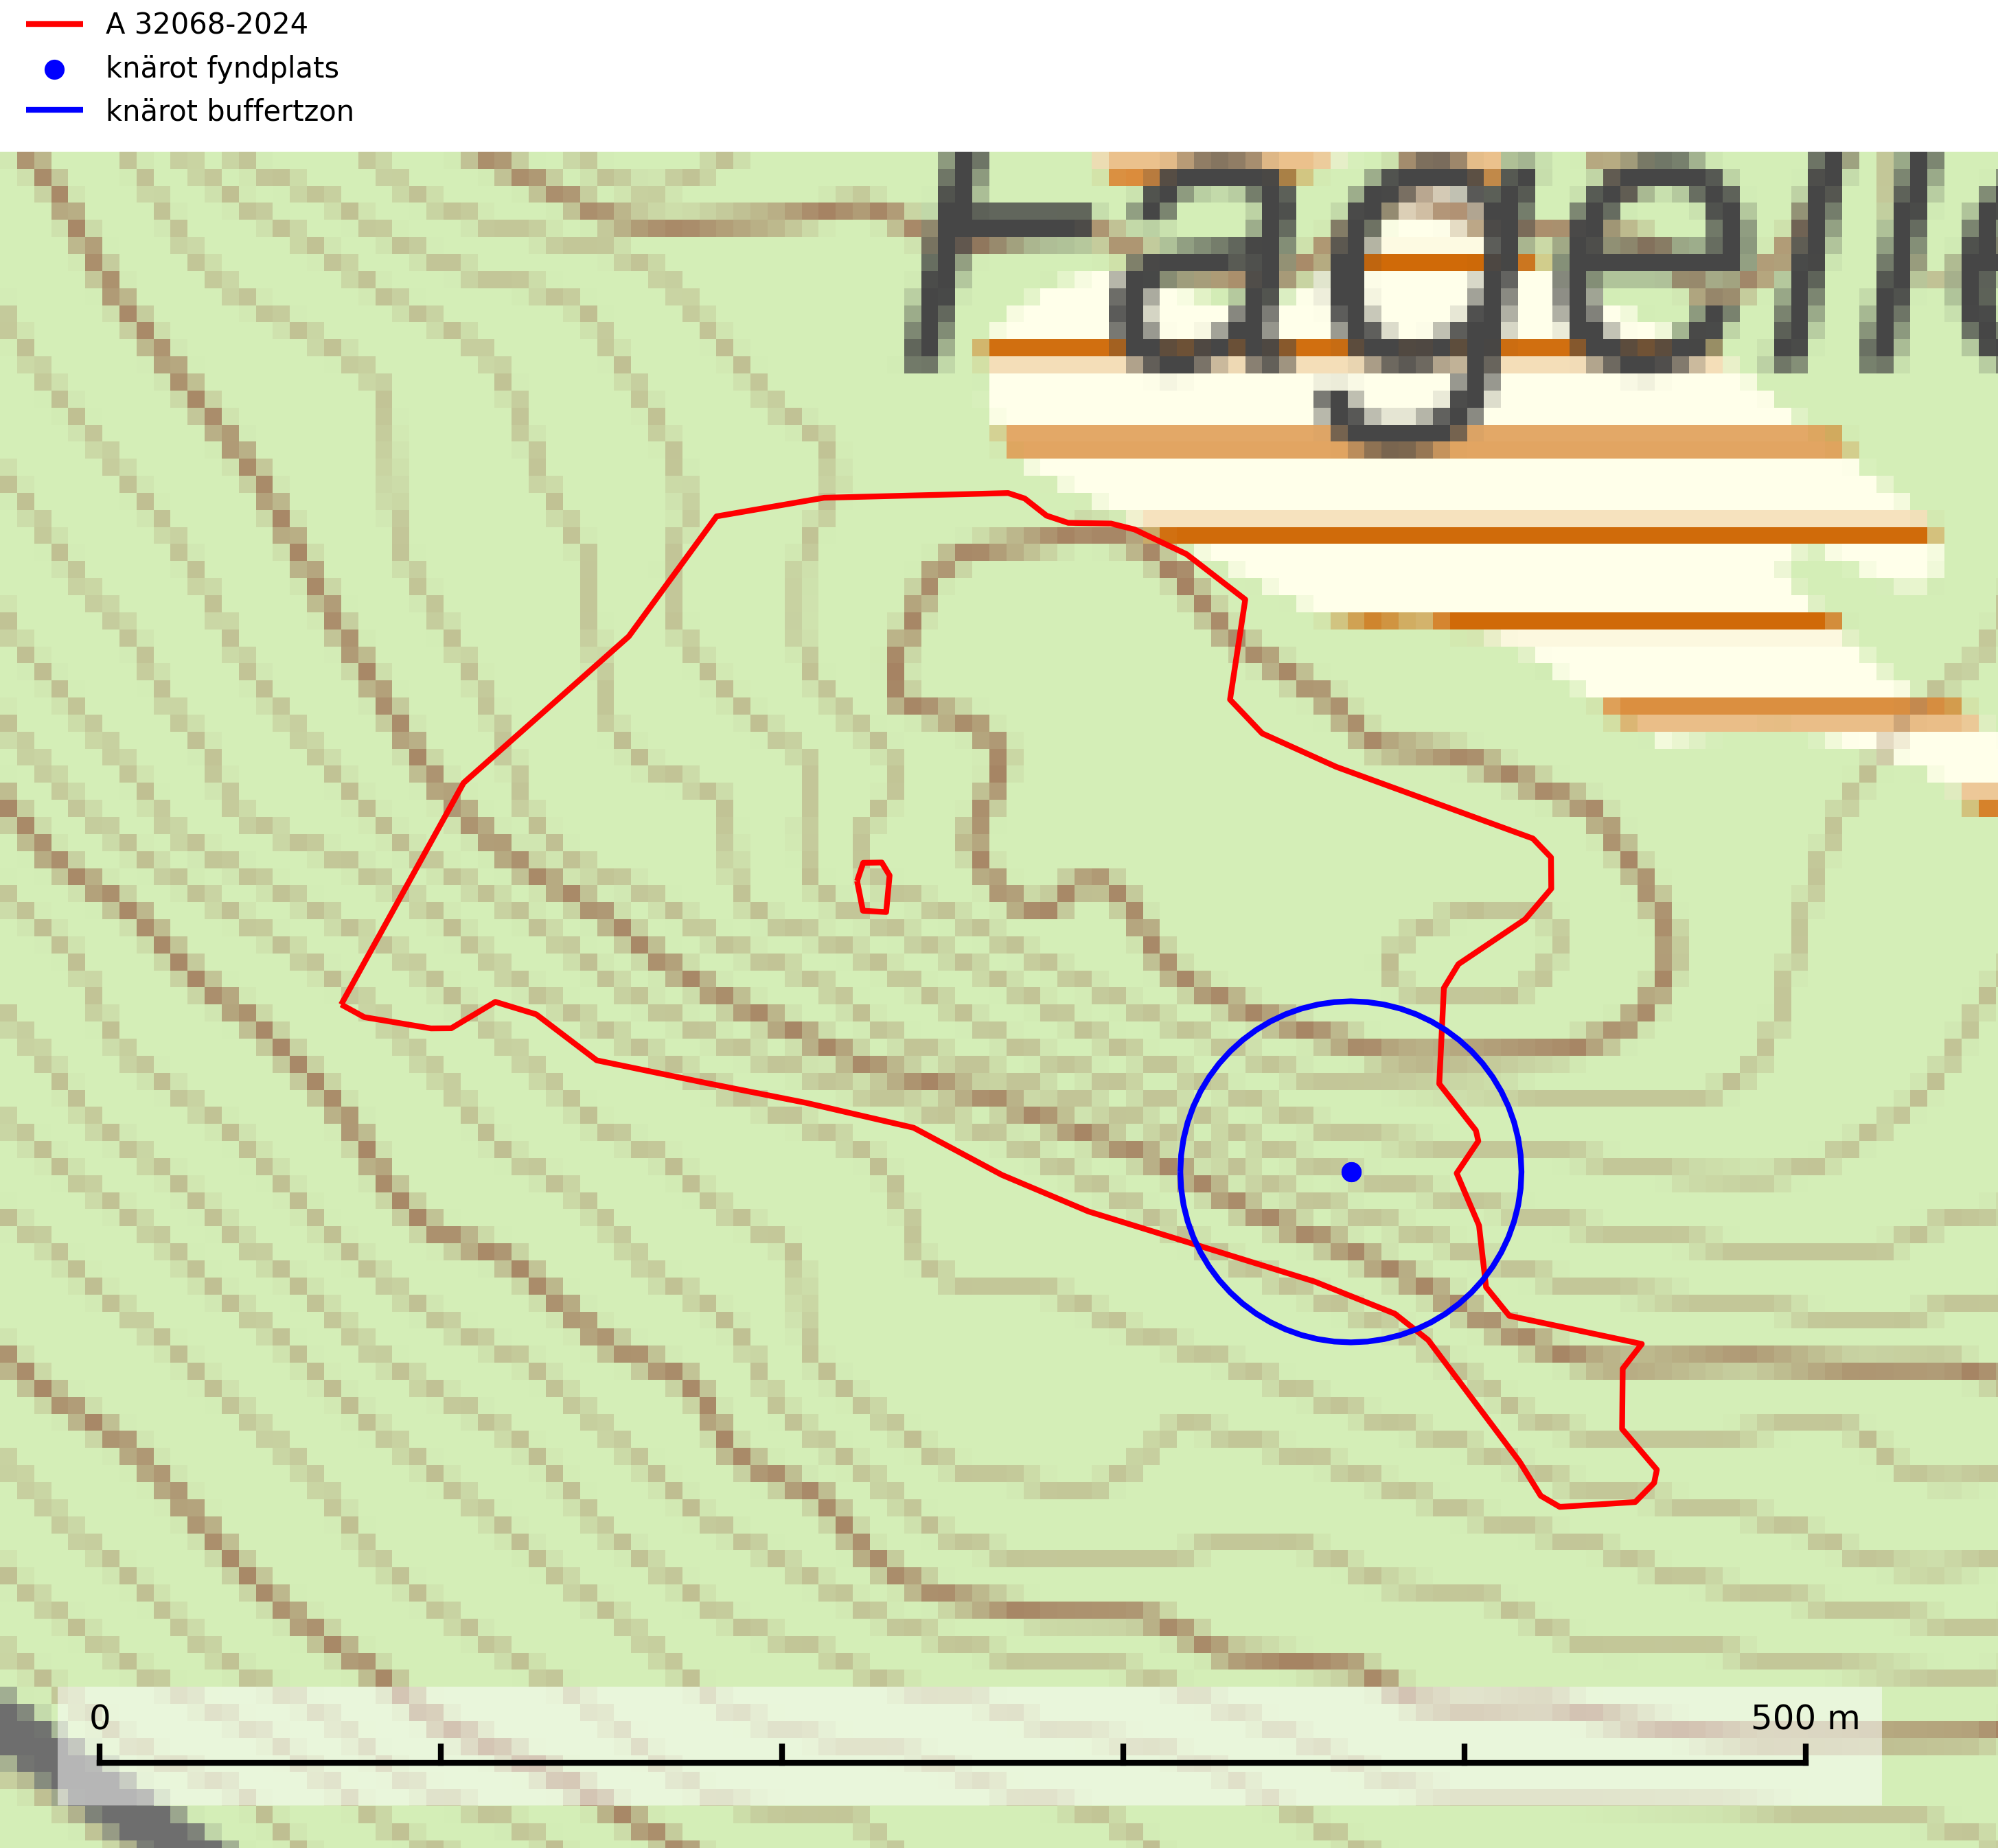 A 32068-2024
knärot fyndplats
knärot buffertzon
0
500 m